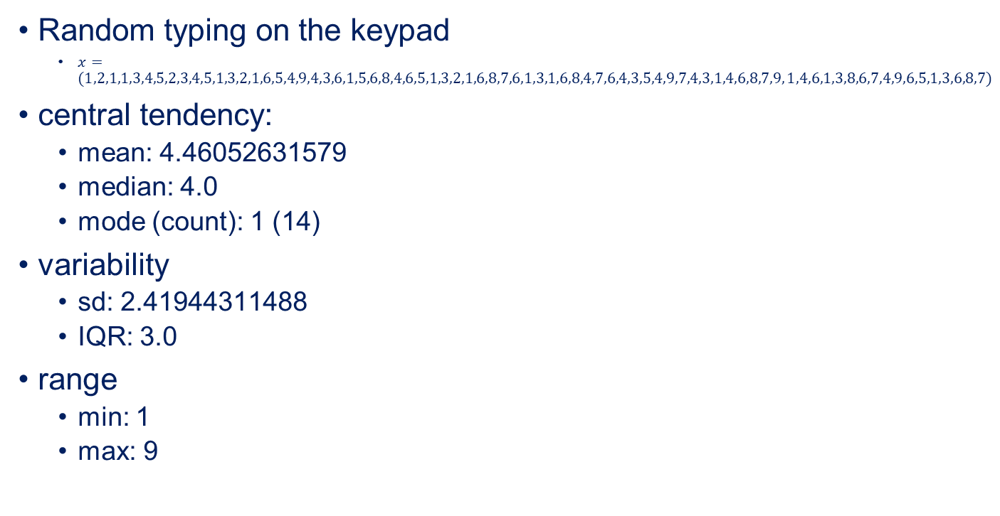 • Random typing on the keypad
• x =
(1,2,1,1,3,4,5,2,3,4,5,1,3,2,1,6,5,4,9,4,3,6,1,5,6,8,4,6,5,1,3,2,1,6,8,7,6,1,3,1,6,8,4,7,6,4,3,5,4,9,7,4,3,1,4,6,8,7,9,1,4,6,1,3,8,6,7,4,9,6,5,1,3,6,8,7)
• central tendency:
• mean: 4.46052631579
• median: 4.0
• mode (count): 1 (14)
• variability
• sd: 2.41944311488
• IQR: 3.0
• range
• min: 1
• max: 9